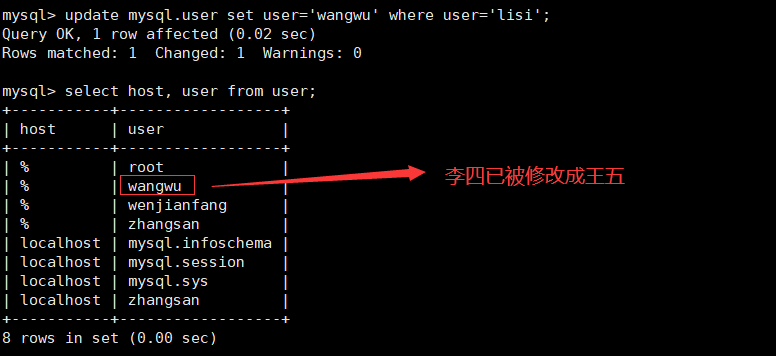 mysql> update mysql.user set user='wangwu' where user='lisi';
Query OK, 1 row affected (0.02 sec)
Rows matched: 1  Changed: 1  Warnings: 0
mysql> select host, user from user;
+-----------+------------------+
| host      | user             |
+-----------+------------------+
| %         | root             |
| %         | wangwu           |
李四已被修改成王五
| %         | wenjianfang      |
| %         | zhangsan         |
| localhost | mysql.infoschema |
| localhost | mysql.session    |
| localhost | mysql.sys        |
| localhost | zhangsan         |
+-----------+------------------+
8 rows in set (0.00 sec)